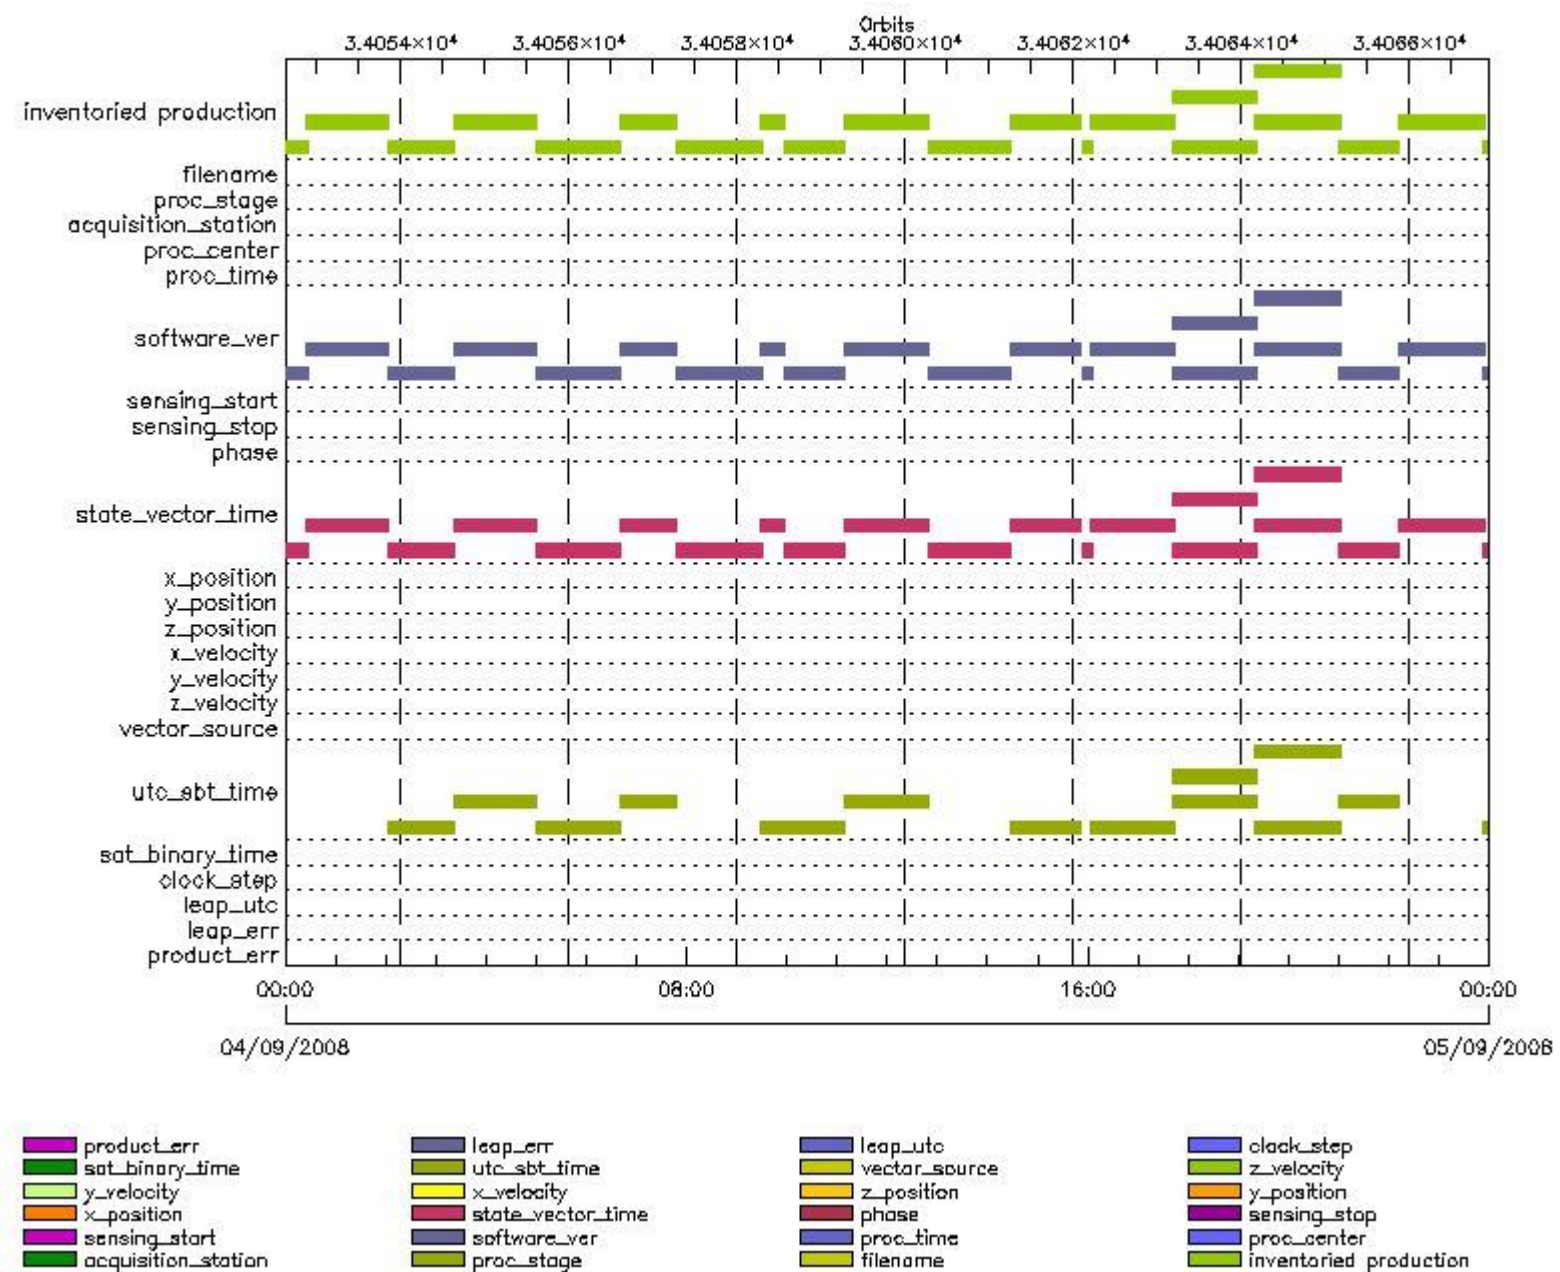 Orbits
3.4054×10⁴ 3.4056×10⁴ 3.4058×10⁴ 3.4060×10⁴ 3.4062×10⁴ 3.4064×10⁴ 3.4066×10⁴
inventoried production
filename
proc_stage
acquisition_station
proc_center
proc_time
software_ver
sensing_start
sensing_stop
phase
state_vector_time
x_position
y_position
z_position
x_velocity
y_velocity
z_velocity
vector_source
utc_sbt_time
sat_binary_time
clock_step
leap_utc
leap_err
product_err
00:00 08:00 16:00 00:00
04/09/2008 05/09/2008
product_err leap_err leap_utc clock_step
sat_binary_time utc_sbt_time vector_source z_velocity
y_velocity x_velocity z_position y_position
x_position state_vector_time phase sensing_stop
sensing_start software_ver proc_time proc_center
acquisition_station proc_stage filename inventoried production